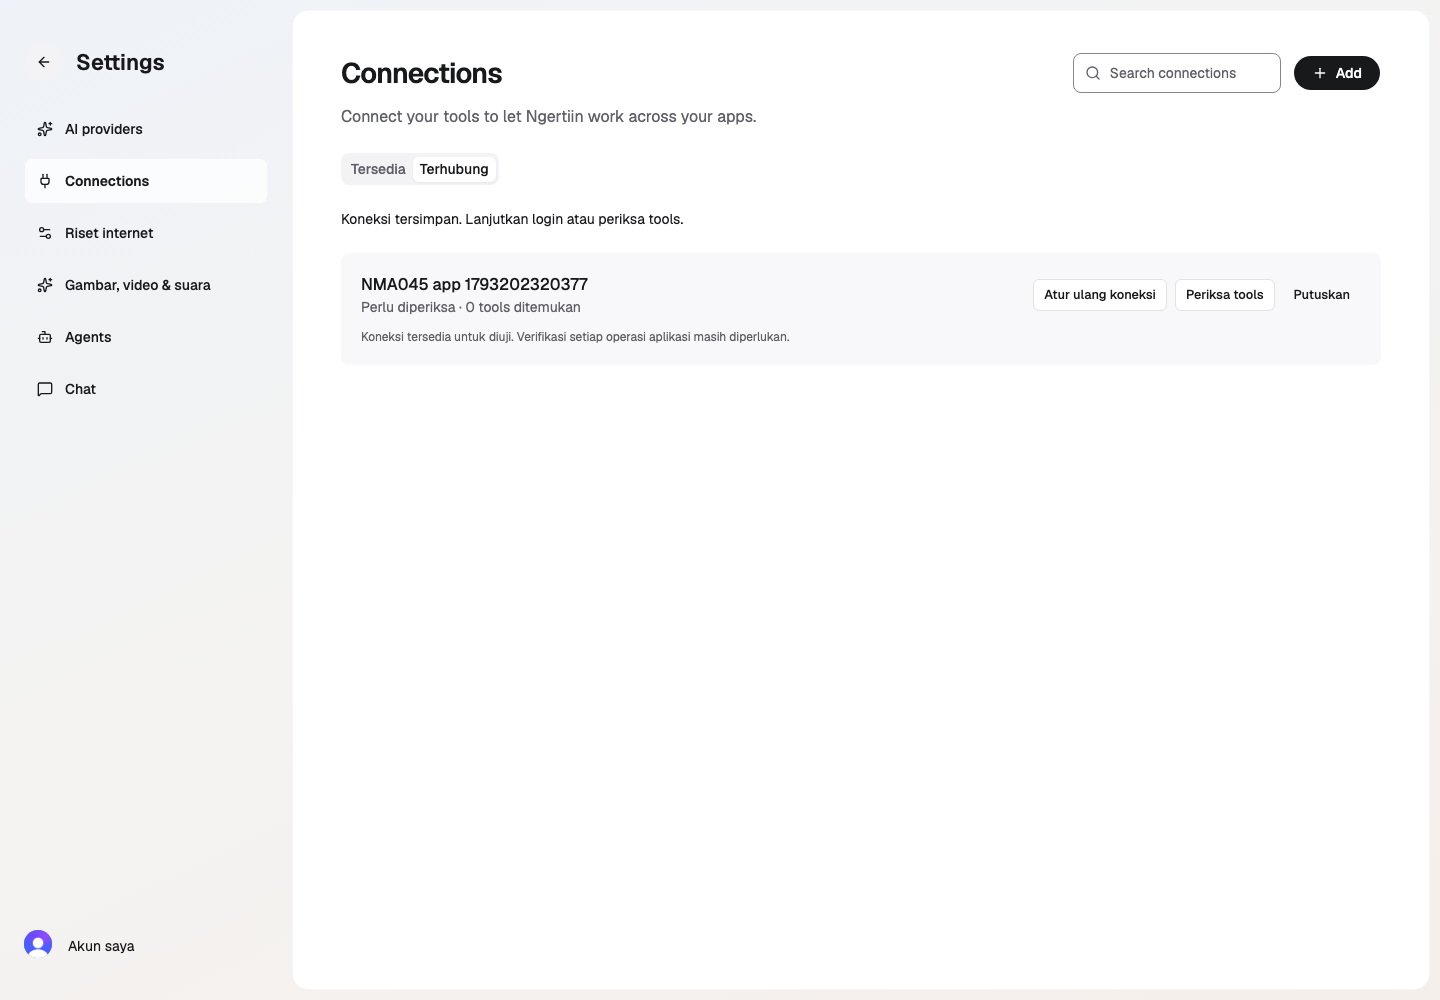 Settings
AI providers
Connections
Riset internet
Gambar, video & suara
Agents
Chat
Akun saya
Connections
Search connections
Add
Connect your tools to let Ngertiin work across your apps.
Tersedia
Terhubung
Koneksi tersimpan. Lanjutkan login atau periksa tools.
NMA045 app 1793202320377
Perlu diperiksa · 0 tools ditemukan
Koneksi tersedia untuk diuji. Verifikasi setiap operasi aplikasi masih diperlukan.
Atur ulang koneksi
Periksa tools
Putuskan